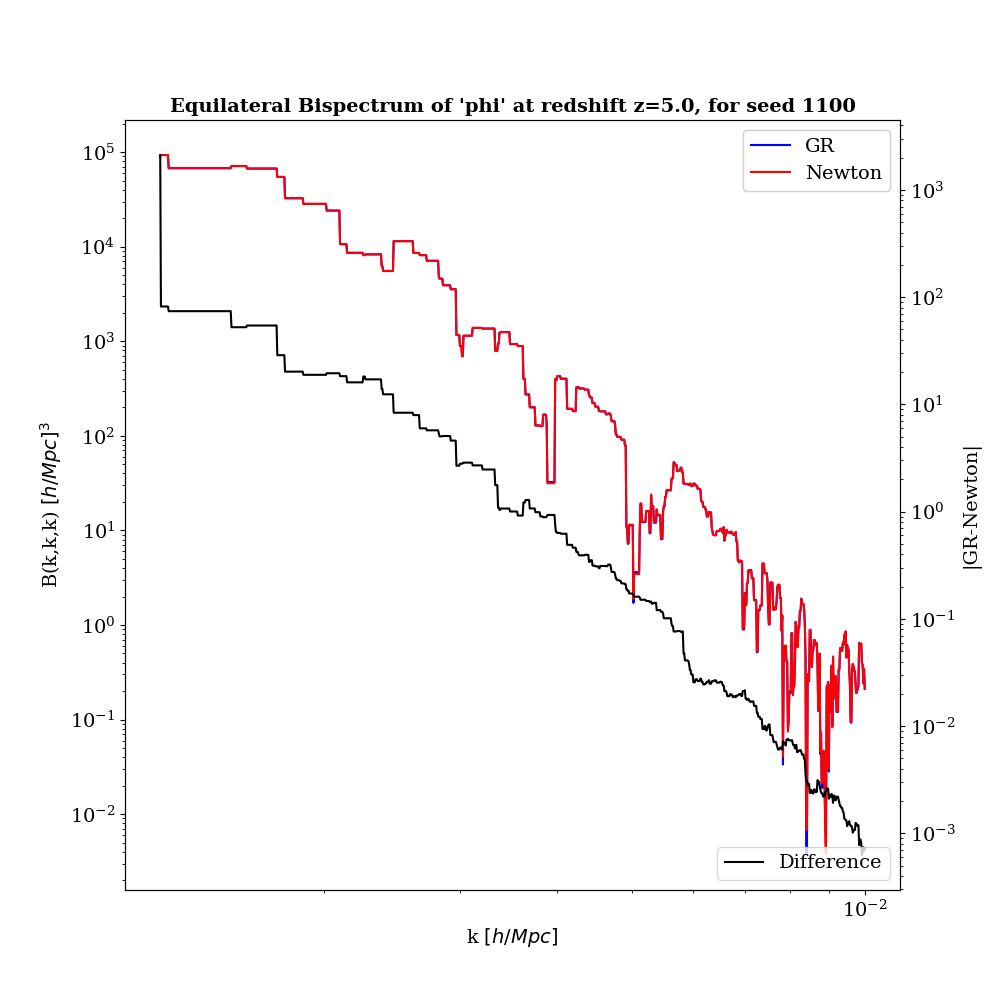 Equilateral Bispectrum of 'phi' at redshift z=5.0, for seed 1100
GR
Newton
10^5
10^4
10^3
10^2
10^1
10^0
10^-1
10^-2
B(k,k,k) [h/Mpc]^3
10^3
10^2
10^1
10^0
10^-1
10^-2
10^-3
|GR-Newton|
Difference
10^-2
k [h/Mpc]